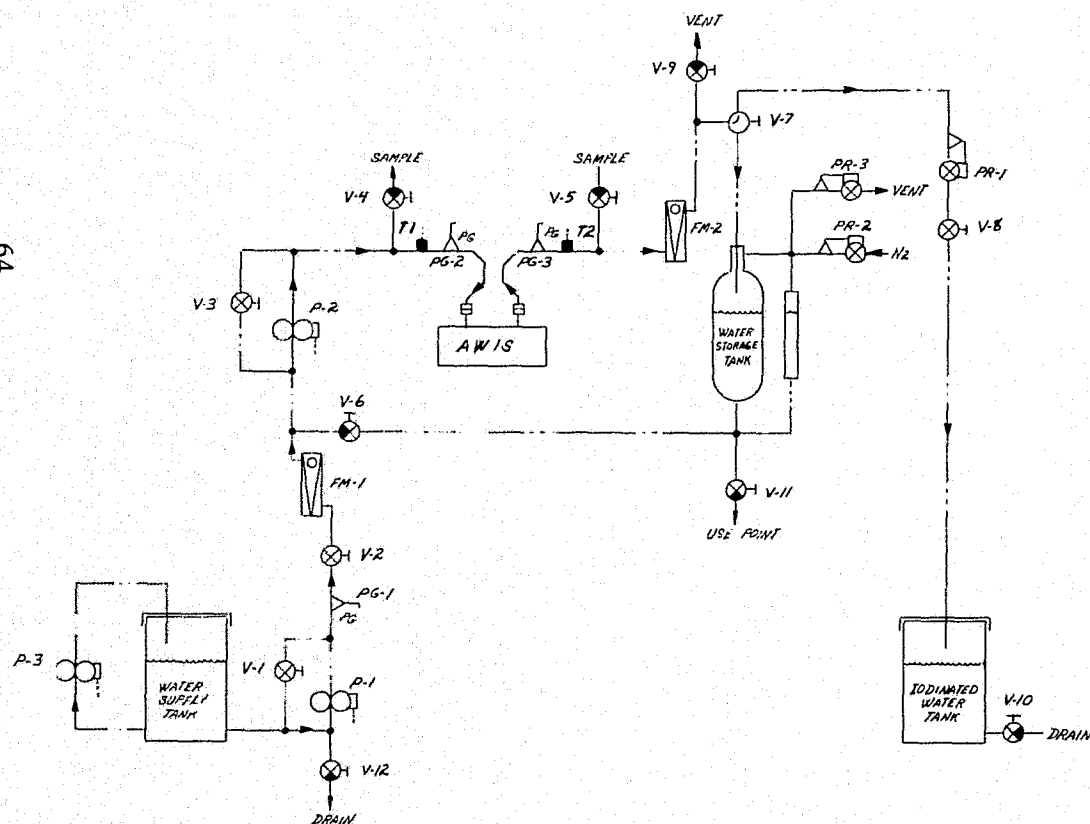 VENT
V-9
V-7
SAMPLE
SAMPLE
PR-3
VENT
PR-1
V-4
V-5
FM-2
PR-2
V-8
N2
T1
PG
PG-2
PG
T2
PG-3
64
V-3
P-2
AWIS
WATER
STORAGE
TANK
V-6
FM-1
V-11
USE POINT
V-2
PG-1
PG
P-3
V-1
P-1
WATER
SUPPLY
TANK
IODINATED
WATER
TANK
V-10
DRAIN
V-12
DRAIN